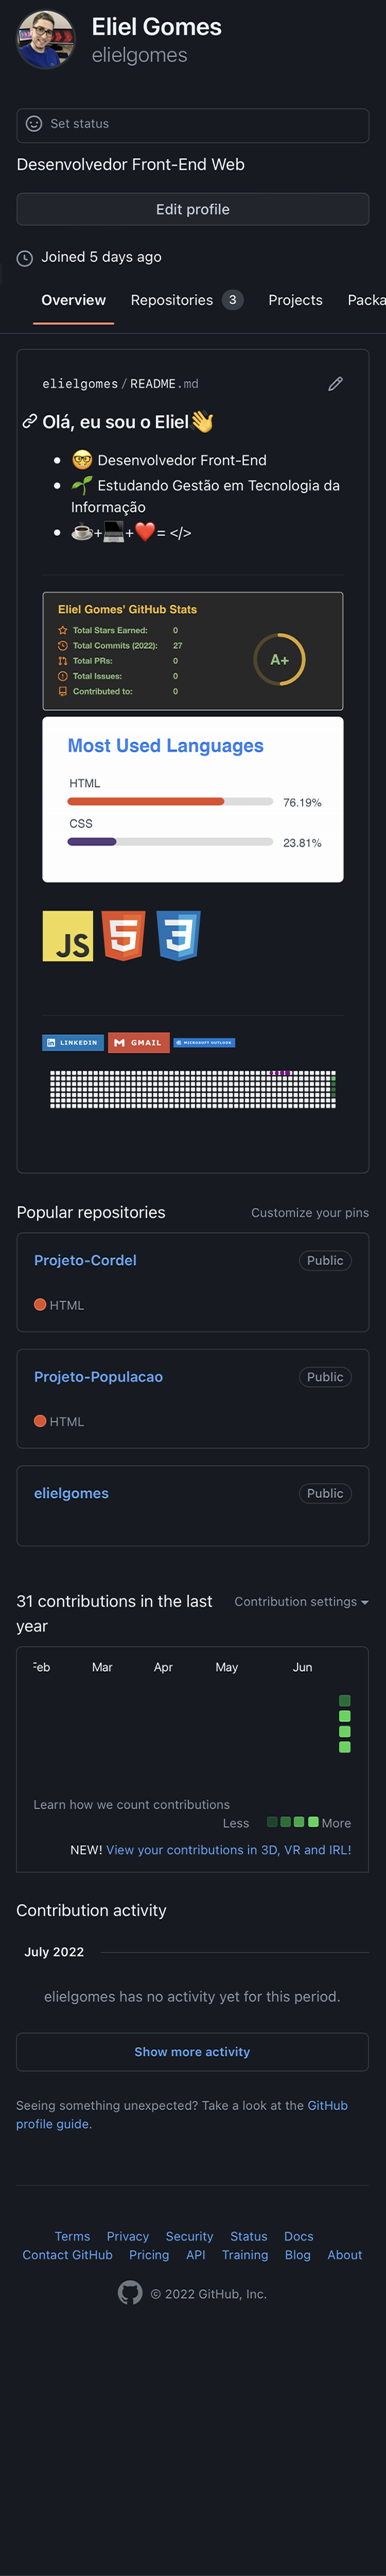 Eliel Gomes
elielgomes
Set status
Desenvolvedor Front-End Web
Edit profile
Joined 5 days ago
Overview Repositories 3 Projects Packa
elielgomes/README.md
Olá, eu sou o Eliel👋
🤓 Desenvolvedor Front-End
🌱 Estudando Gestão em Tecnologia da
Informação
☕+💻+❤️= </>
Eliel Gomes' GitHub Stats
Total Stars Earned: 0
Total Commits (2022): 27
Total PRs: 0
Total Issues: 0
Contributed to: 0
A+
Most Used Languages
HTML
76.19%
CSS
23.81%
JS 5 3
LINKEDIN GMAIL MICROSOFT OUTLOOK
Popular repositories Customize your pins
Projeto-Cordel Public
HTML
Projeto-Populacao Public
HTML
elielgomes Public
31 contributions in the last
year
Contribution settings
Feb Mar Apr May Jun
Learn how we count contributions
Less More
NEW! View your contributions in 3D, VR and IRL!
Contribution activity
July 2022
elielgomes has no activity yet for this period.
Show more activity
Seeing something unexpected? Take a look at the GitHub
profile guide.
Terms Privacy Security Status Docs
Contact GitHub Pricing API Training Blog About
© 2022 GitHub, Inc.